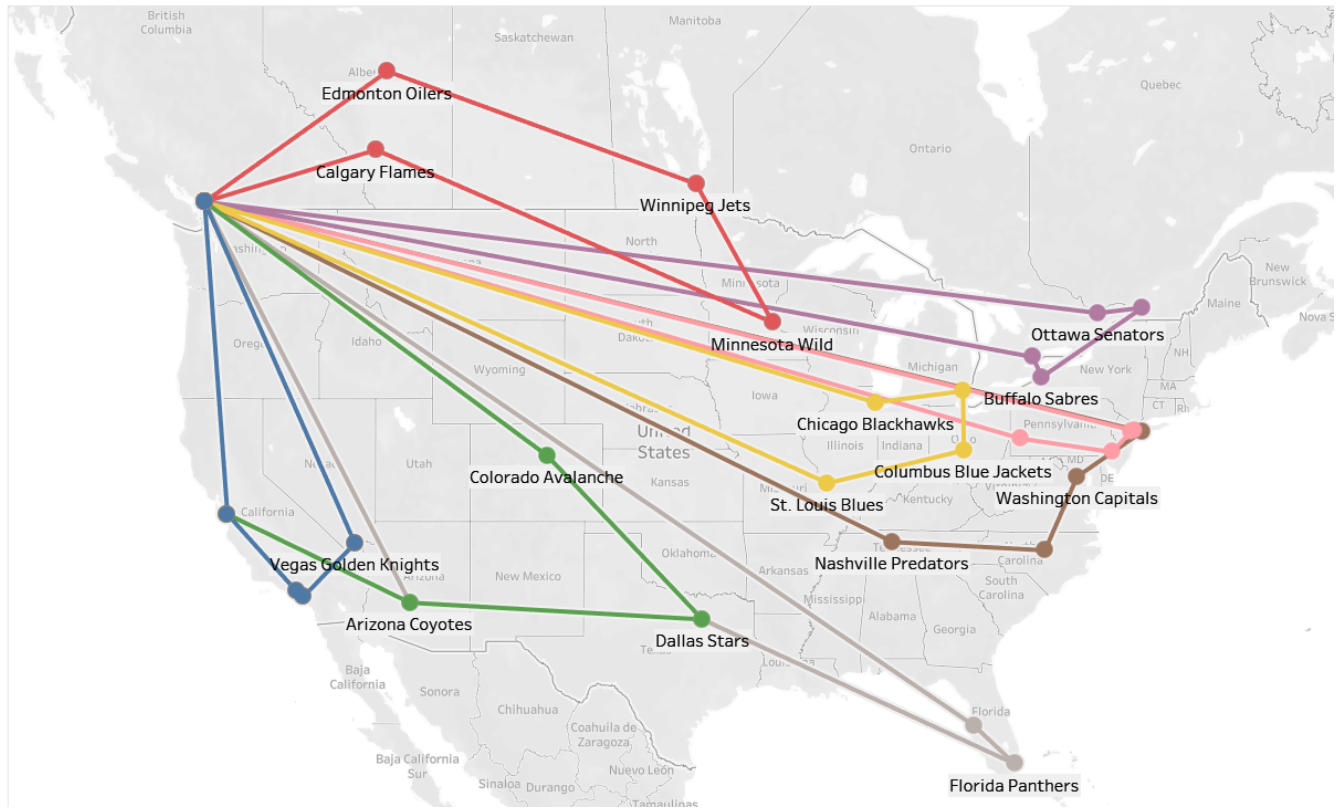 British
Columbia
Manitoba
Saskatchewan
Quebec
Edmonton Oilers
Ontario
Calgary Flames
Winnipeg Jets
North
New
Brunswick
Minnesota
Maine
Nova S
Wisconsin
Ottawa Senators
Minnesota Wild
Idaho
NH
Michigan
Wyoming
New York
MA
Iowa
Buffalo Sabres
CT
Chicago Blackhawks
Pennsylvania
United
States
Illinois
Indiana
MD
Utah
Colorado Avalanche
Kansas
Columbus Blue Jackets
DE
Washington Capitals
St. Louis Blues
Kentucky
California
Oklahoma
Vegas Golden Knights
Nashville Predators
Carolina
New Mexico
Arkansas
South
Carolina
Mississippi
Alabama
Georgia
Arizona Coyotes
Dallas Stars
Baja
California
Sonora
Chihuahua
Florida
Coahuila de
Zaragoza
Baja California
Sur
Nuevo León
Sinaloa
Durango
Florida Panthers
Tamaulipas